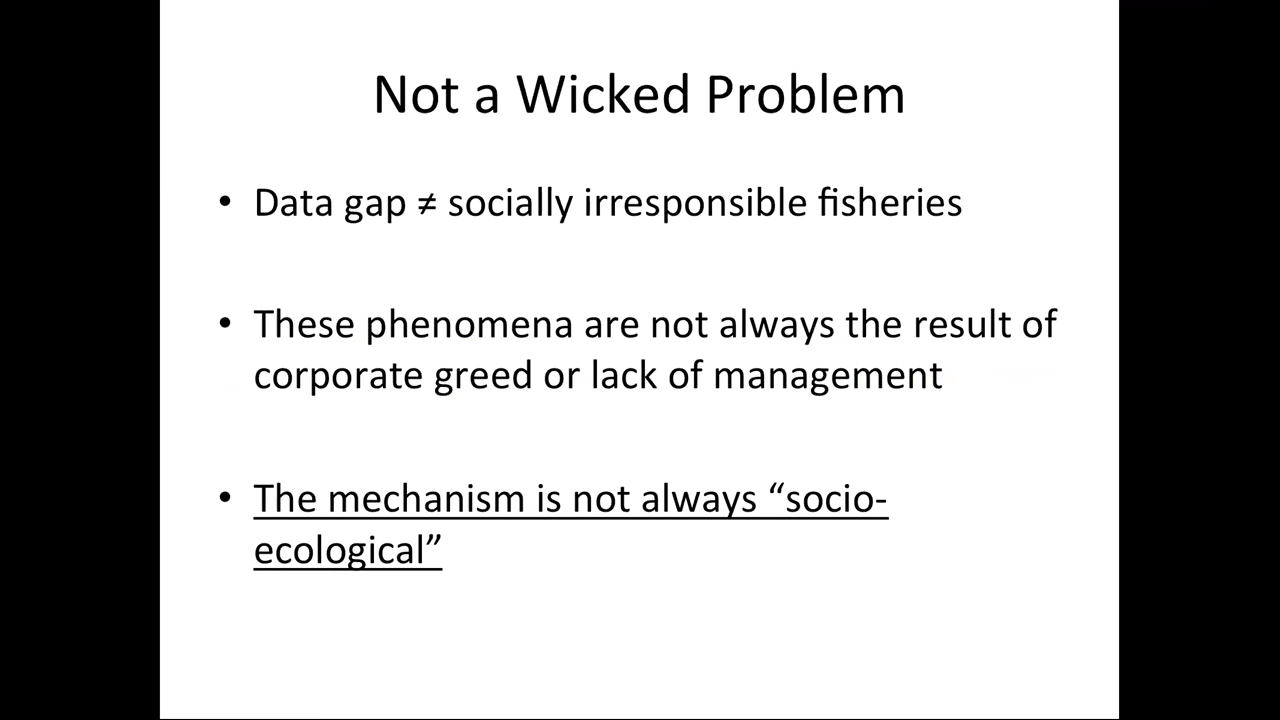 Not a Wicked Problem
• Data gap ≠ socially irresponsible fisheries
• These phenomena are not always the result of
corporate greed or lack of management
• The mechanism is not always “socio-
ecological”